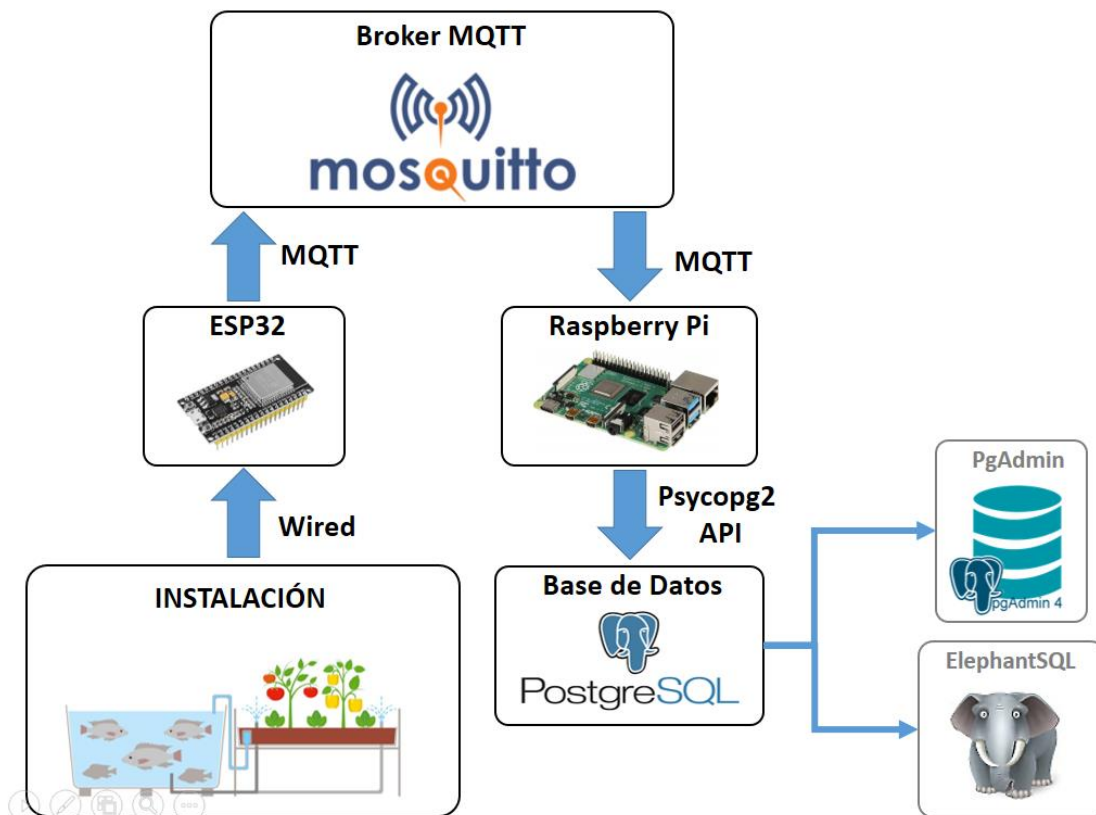 Broker MQTT
mosquitto
MQTT
MQTT
ESP32
Raspberry Pi
Wired
Psycopg2
API
INSTALACIÓN
Base de Datos
PostgreSQL
PgAdmin
pgAdmin 4
ElephantSQL